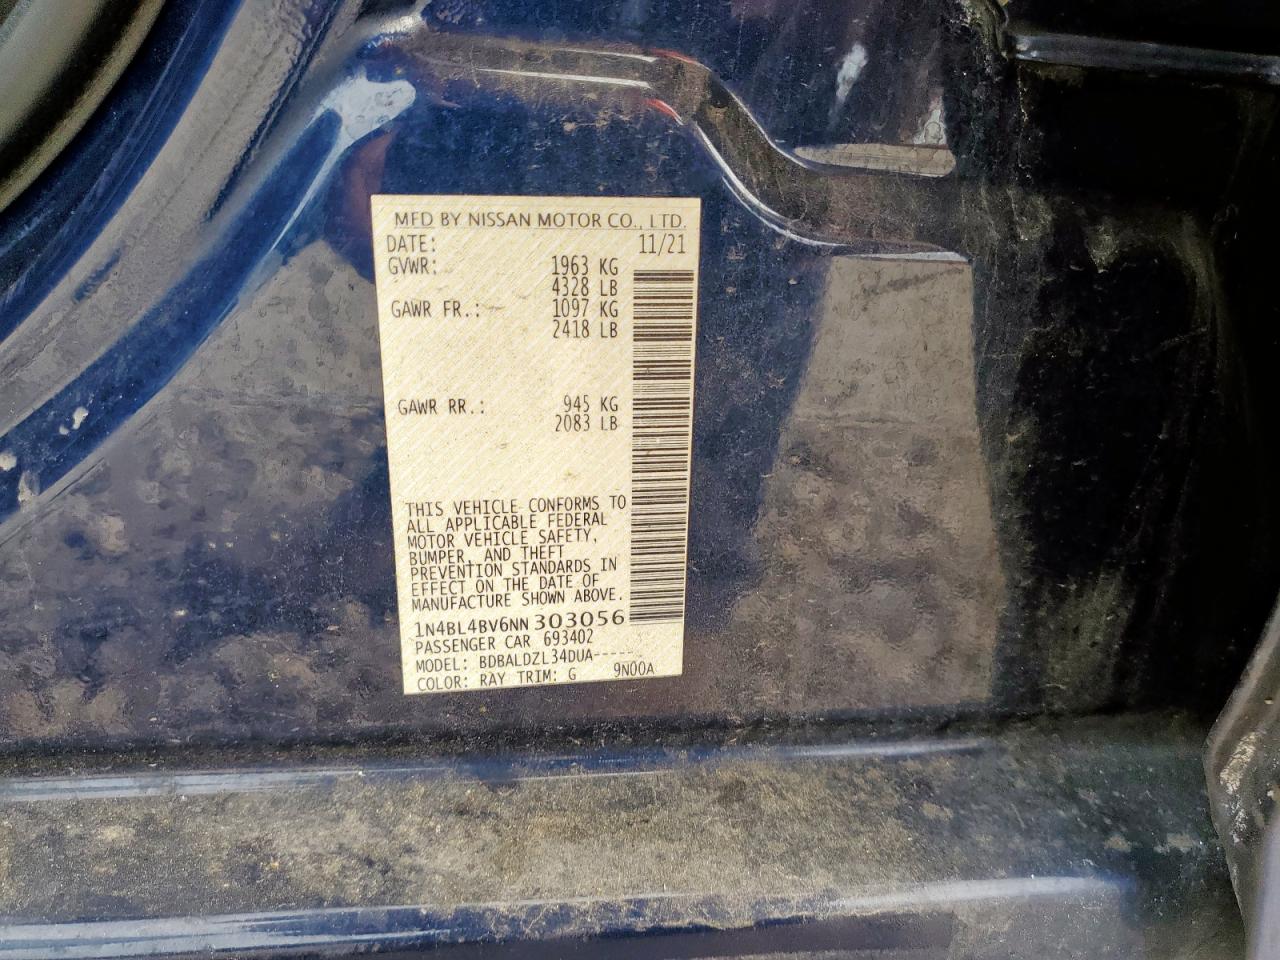 MFD BY NISSAN MOTOR CO., LTD.
DATE: 11/21
GVWR: 1963 KG
4328 LB
GAWR FR.: 1097 KG
2418 LB
GAWR RR.: 945 KG
2083 LB
THIS VEHICLE CONFORMS TO
ALL APPLICABLE FEDERAL
MOTOR VEHICLE SAFETY,
BUMPER, AND THEFT
PREVENTION STANDARDS IN
EFFECT ON THE DATE OF
MANUFACTURE SHOWN ABOVE.
1N4BL4BV6NN303056
PASSENGER CAR 693402
MODEL: BDBALDZL34DUA------
COLOR: RAY TRIM: G 9N00A